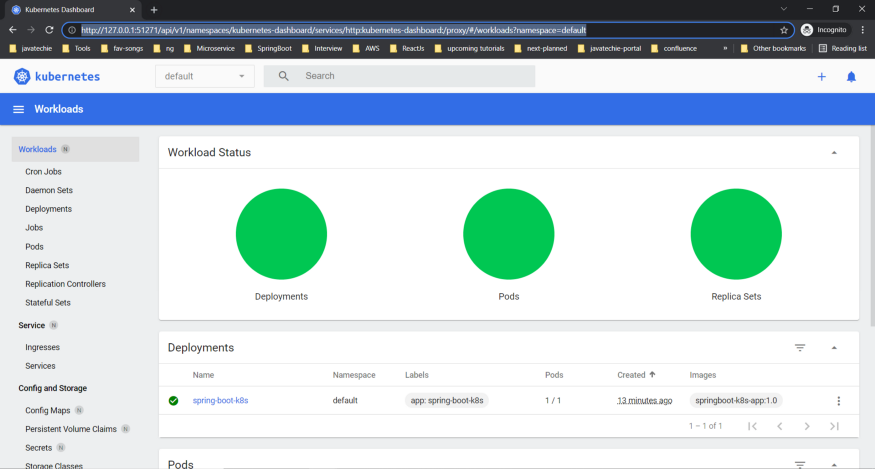 Kubernetes Dashboard
http://127.0.0.1:51271/api/v1/namespaces/kubernetes-dashboard/services/http:kubernetes-dashboard:/proxy/#/workloads?namespace=default
Incognito
javatechie Tools fav-songs ng Microservice SpringBoot Interview AWS ReactJs upcoming tutorials next-planned javatechie-portal confluence » Other bookmarks Reading list
kubernetes default Search
Workloads
Workloads N
Cron Jobs
Daemon Sets
Deployments
Jobs
Pods
Replica Sets
Replication Controllers
Stateful Sets
Service N
Ingresses
Services
Config and Storage
Config Maps N
Persistent Volume Claims N
Secrets N
Storage Classes
Workload Status
Deployments Pods Replica Sets
Deployments
Name Namespace Labels Pods Created Images
spring-boot-k8s default app: spring-boot-k8s 1 / 1 13 minutes ago springboot-k8s-app:1.0
1 – 1 of 1
Pods